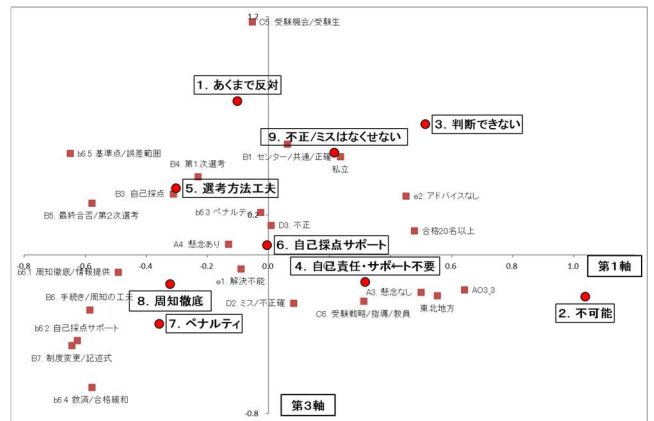 1.2
C5. 受験機会/受験生
1. あくまで反対
3. 判断できない
9. 不正/ミスはなくせない
b6.5 基準点/誤差範囲
B1. センター/共通/正確
私立
B4. 第1次選考
5. 選考方法工夫
B3. 自己採点
e2. アドバイスなし
B5. 最終合否/第2次選考
b6.3 ペナルティ
0.2
D3. 不正
合格20名以上
A4. 懸念あり
6. 自己採点サポート
-0.8
-0.6
-0.4
-0.2
0.0
0.2
0.4
0.6
0.8
1.0
第1軸
b6.1 周知徹底/情報提供
e1. 解決不能
4. 自己責任・サポート不要
8. 周知徹底
A3. 懸念なし
AO3_3
東北地方
2. 不可能
B6. 手続き/周知の工夫
D2. ミス/不正確
C6. 受験戦略/指導/教員
7. ペナルティ
b6.2 自己採点サポート
B7. 制度変更/記述式
b6.4 救済/合格緩和
第3軸
-0.8